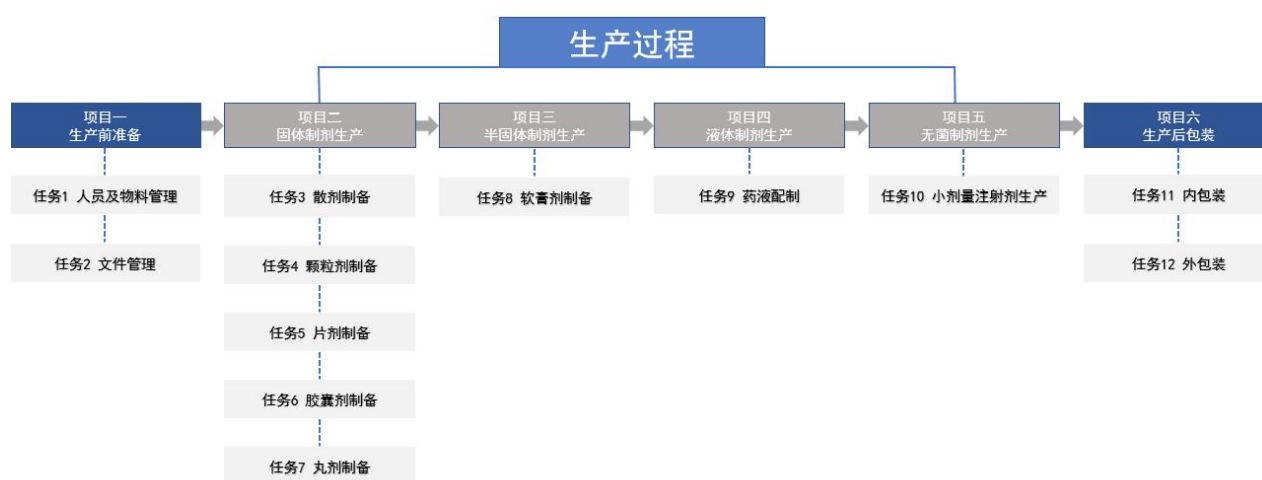 生产过程
项目一
生产前准备
项目二
固体制剂生产
项目三
半固体制剂生产
项目四
液体制剂生产
项目五
无菌制剂生产
项目六
生产后包装
任务1 人员及物料管理
任务2 文件管理
任务3 散剂制备
任务4 颗粒剂制备
任务5 片剂制备
任务6 胶囊剂制备
任务7 丸剂制备
任务8 软膏剂制备
任务9 药液配制
任务10 小剂量注射剂生产
任务11 内包装
任务12 外包装